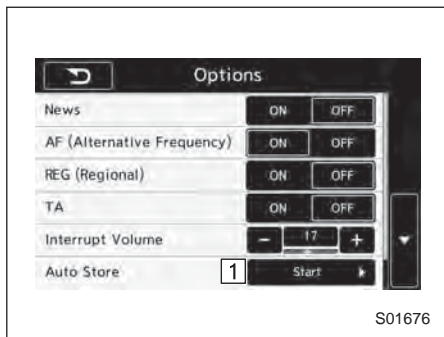 Options
News ON OFF
AF (Alternative Frequency) ON OFF
REG (Regional) ON OFF
TA ON OFF
Interrupt Volume - 17 +
Auto Store 1 Start
S01676